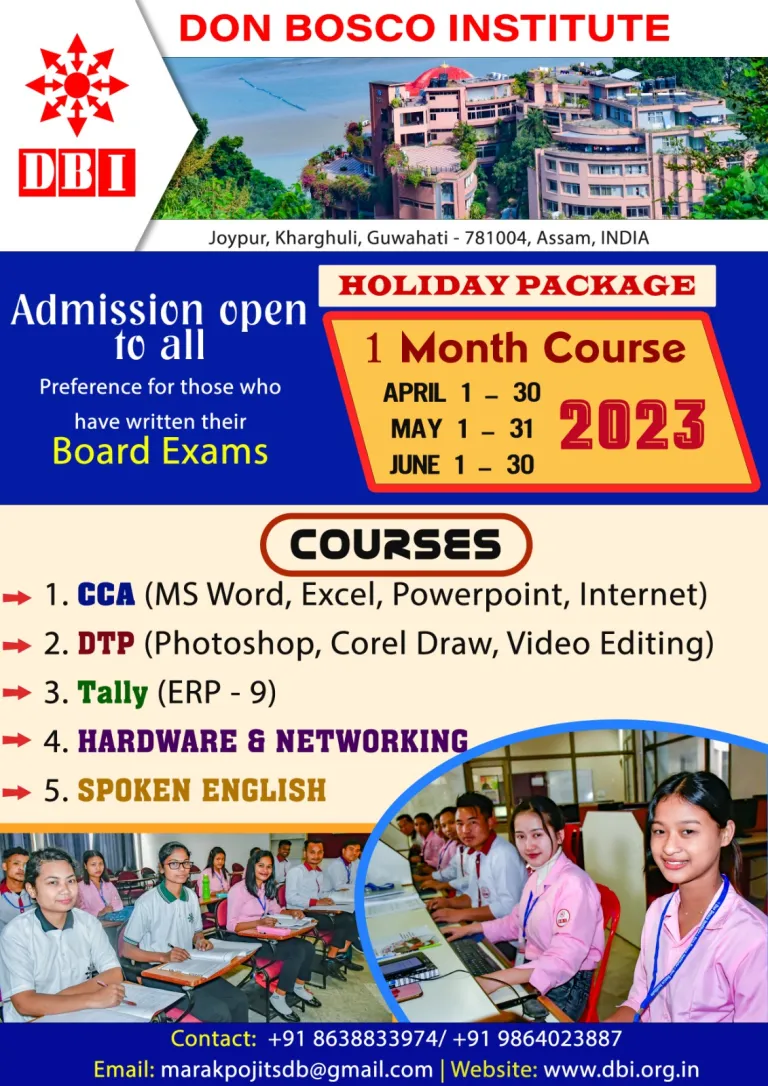 DON BOSCO INSTITUTE
DBI
Joypur, Kharghuli, Guwahati - 781004, Assam, INDIA
Admission open
to all
Preference for those who
have written their
Board Exams
HOLIDAY PACKAGE
1 Month Course
APRIL 1 – 30
MAY 1 – 31
JUNE 1 – 30
2023
COURSES
1. CCA (MS Word, Excel, Powerpoint, Internet)
2. DTP (Photoshop, Corel Draw, Video Editing)
3. Tally (ERP - 9)
4. HARDWARE & NETWORKING
5. SPOKEN ENGLISH
Contact: +91 8638833974/ +91 9864023887
Email: marakpojitsdb@gmail.com | Website: www.dbi.org.in